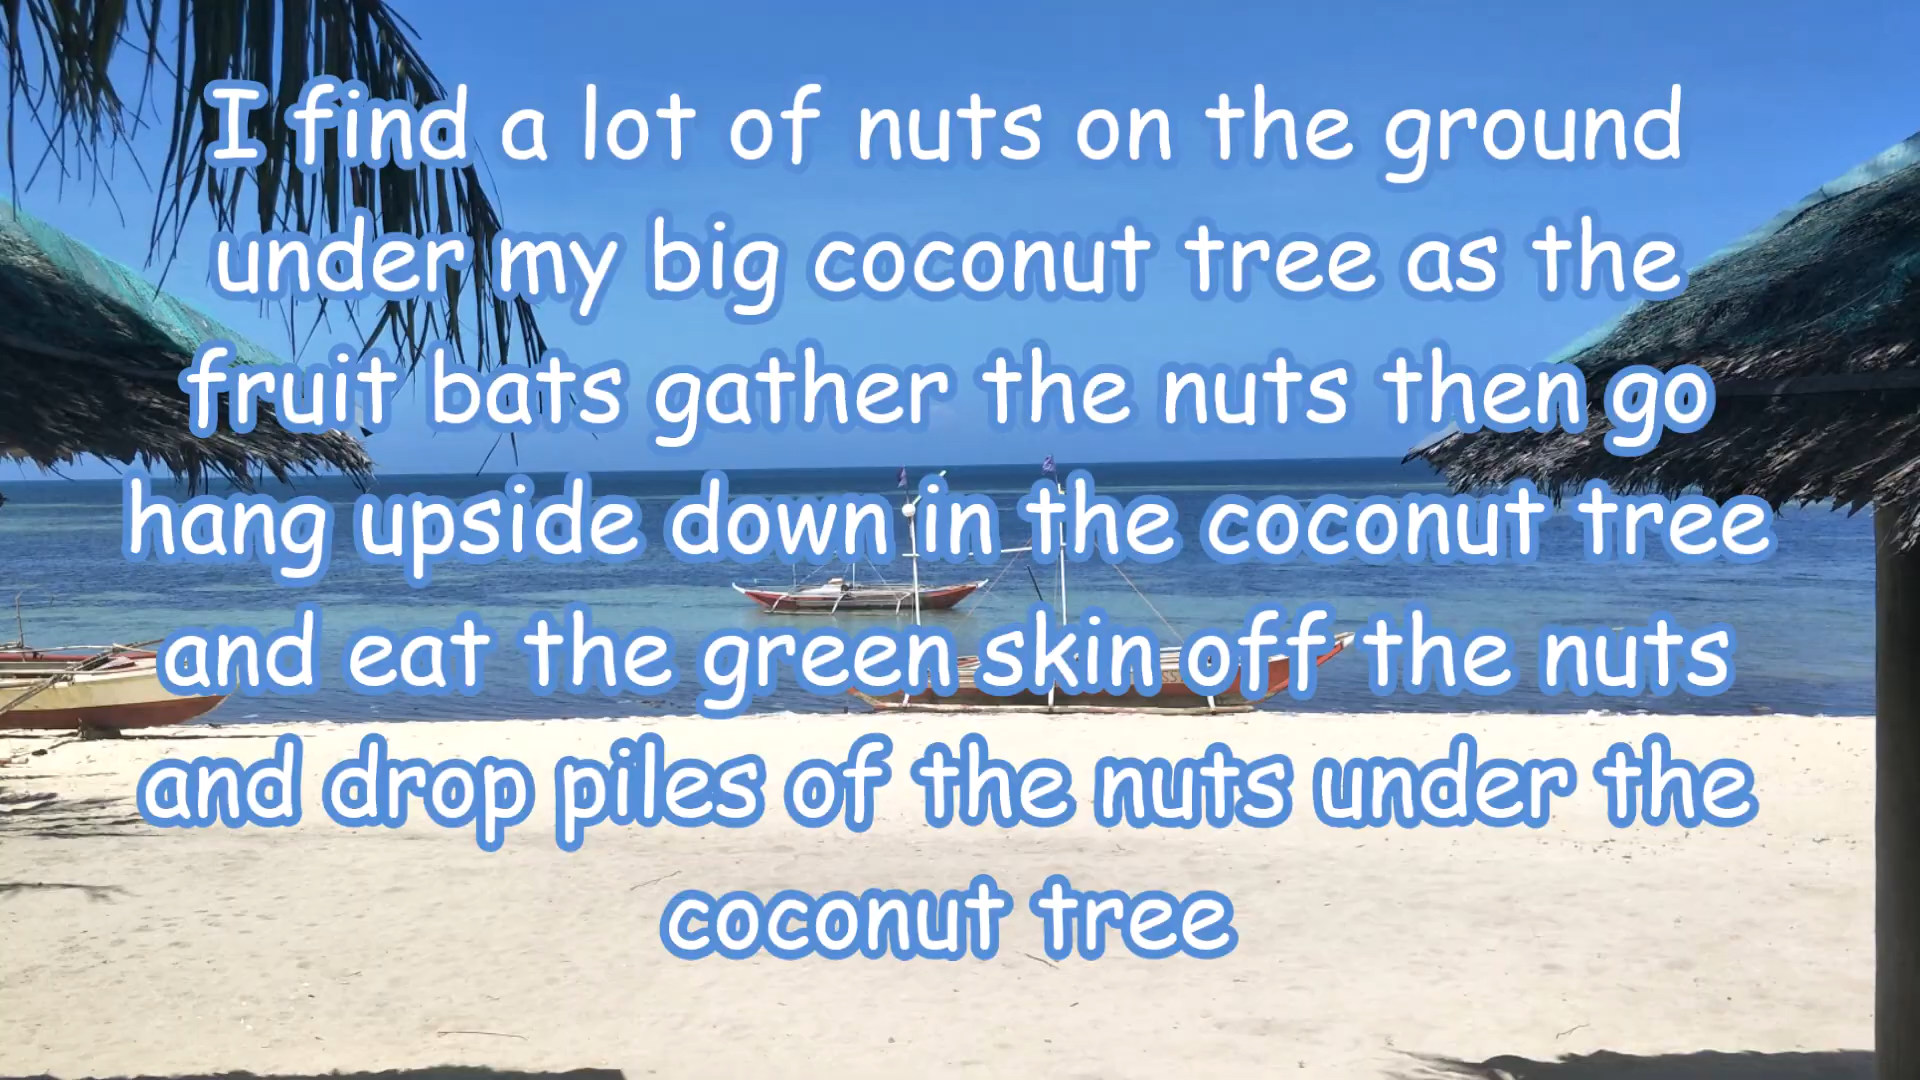 I find a lot of nuts on the ground
under my big coconut tree as the
fruit bats gather the nuts then go
hang upside down in the coconut tree
and eat the green skin off the nuts
and drop piles of the nuts under the
coconut tree